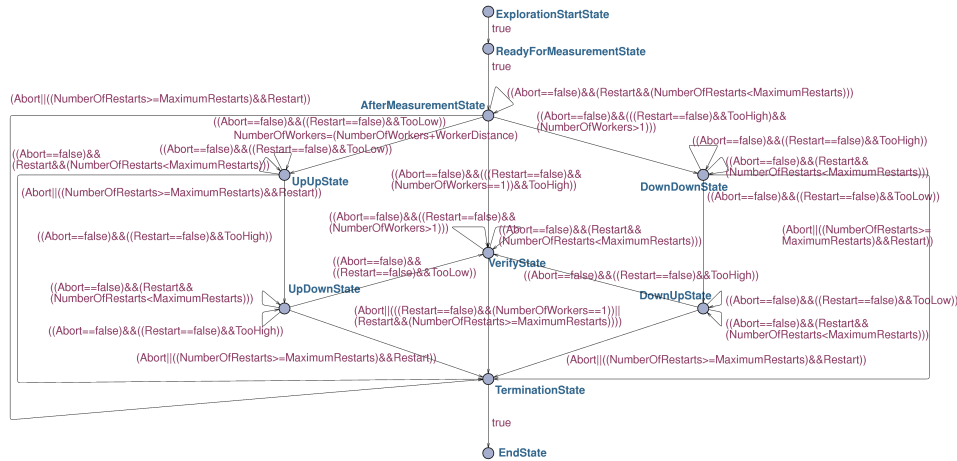 ExplorationStartState
true
ReadyForMeasurementState
true
((Abort==false)&&(Restart&&(NumberOfRestarts<MaximumRestarts)))
(Abort||((NumberOfRestarts>=MaximumRestarts)&&Restart))
AfterMeasurementState
((Abort==false)&&((Restart==false)&&TooLow))
NumberOfWorkers=(NumberOfWorkers+WorkerDistance)
((Abort==false)&&(((Restart==false)&&TooHigh)&&
(NumberOfWorkers>1)))
((Abort==false)&&((Restart==false)&&TooLow))
((Abort==false)&&((Restart==false)&&TooHigh))
((Abort==false)&&
(Restart&&(NumberOfRestarts<MaximumRestarts)))
((Abort==false)&&(Restart&&
(NumberOfRestarts<MaximumRestarts)))
UpUpState
((Abort==false)&&(((Restart==false)&&
(NumberOfWorkers==1))&&TooHigh))
DownDownState
(Abort||((NumberOfRestarts>=MaximumRestarts)&&Restart))
((Abort==false)&&((Restart==false)&&TooLow))
((Abort==false)&&((Restart==false)&&
(NumberOfWorkers>1)))
((Abort==false)&&(Restart&&
(NumberOfRestarts<MaximumRestarts)))
(Abort||((NumberOfRestarts>=
MaximumRestarts)&&Restart))
((Abort==false)&&((Restart==false)&&TooHigh))
VerifyState
((Abort==false)&&
((Restart==false)&&TooLow))
((Abort==false)&&((Restart==false)&&TooHigh))
UpDownState
DownUpState
((Abort==false)&&(Restart&&
(NumberOfRestarts<MaximumRestarts)))
((Abort==false)&&((Restart==false)&&TooLow))
(Abort||(((Restart==false)&&(NumberOfWorkers==1))||
(Restart&&(NumberOfRestarts>=MaximumRestarts))))
((Abort==false)&&((Restart==false)&&TooHigh))
((Abort==false)&&(Restart&&
(NumberOfRestarts<MaximumRestarts)))
(Abort||((NumberOfRestarts>=MaximumRestarts)&&Restart))
(Abort||((NumberOfRestarts>=MaximumRestarts)&&Restart))
TerminationState
true
EndState